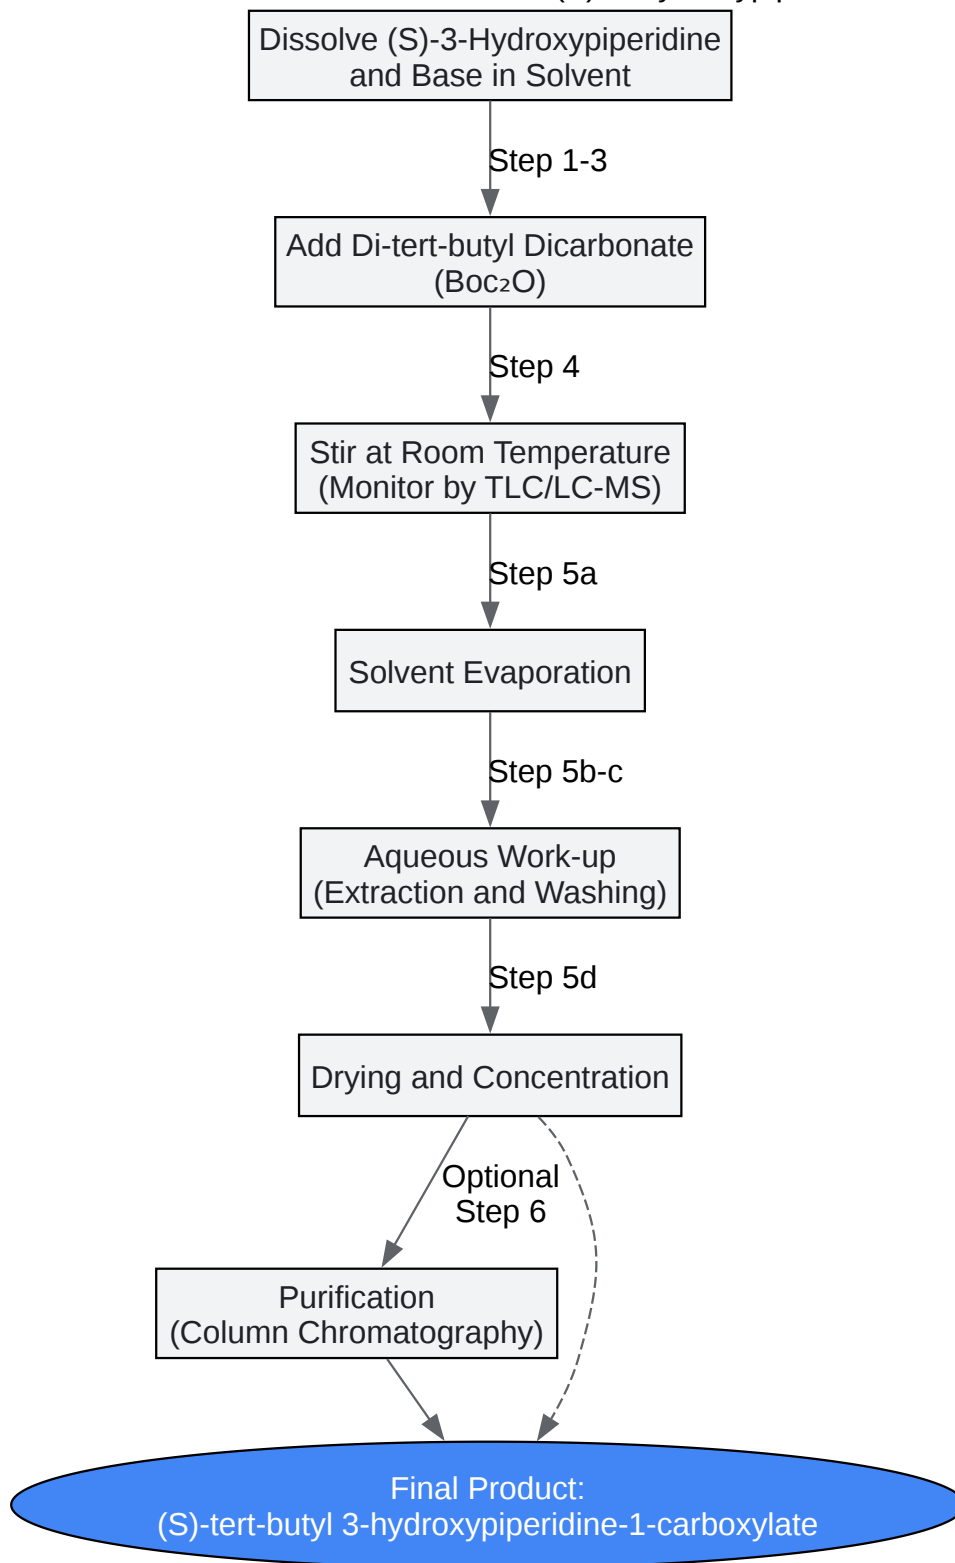 Dissolve (S)-3-Hydroxypiperidine
and Base in Solvent
Step 1-3
Add Di-tert-butyl Dicarbonate
(Boc₂O)
Step 4
Stir at Room Temperature
(Monitor by TLC/LC-MS)
Step 5a
Solvent Evaporation
Step 5b-c
Aqueous Work-up
(Extraction and Washing)
Step 5d
Drying and Concentration
Optional
Step 6
Purification
(Column Chromatography)
Final Product:
(S)-tert-butyl 3-hydroxypiperidine-1-carboxylate